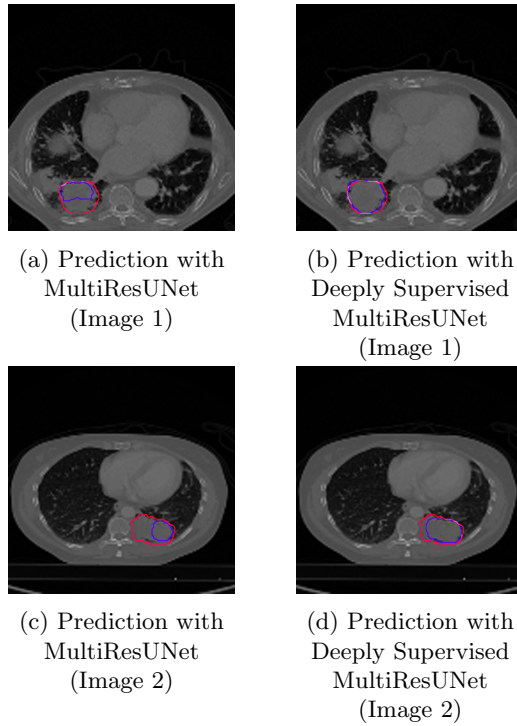 (a) Prediction with
MultiResUNet
(Image 1)
(b) Prediction with
Deeply Supervised
MultiResUNet
(Image 1)
(c) Prediction with
MultiResUNet
(Image 2)
(d) Prediction with
Deeply Supervised
MultiResUNet
(Image 2)